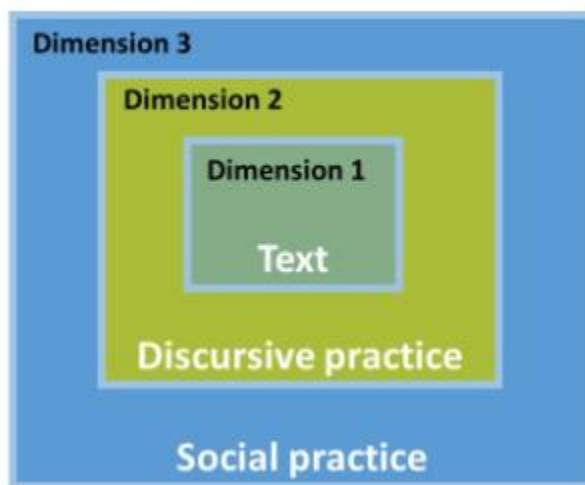 Dimension 3
Dimension 2
Dimension 1
Text
Discursive practice
Social practice